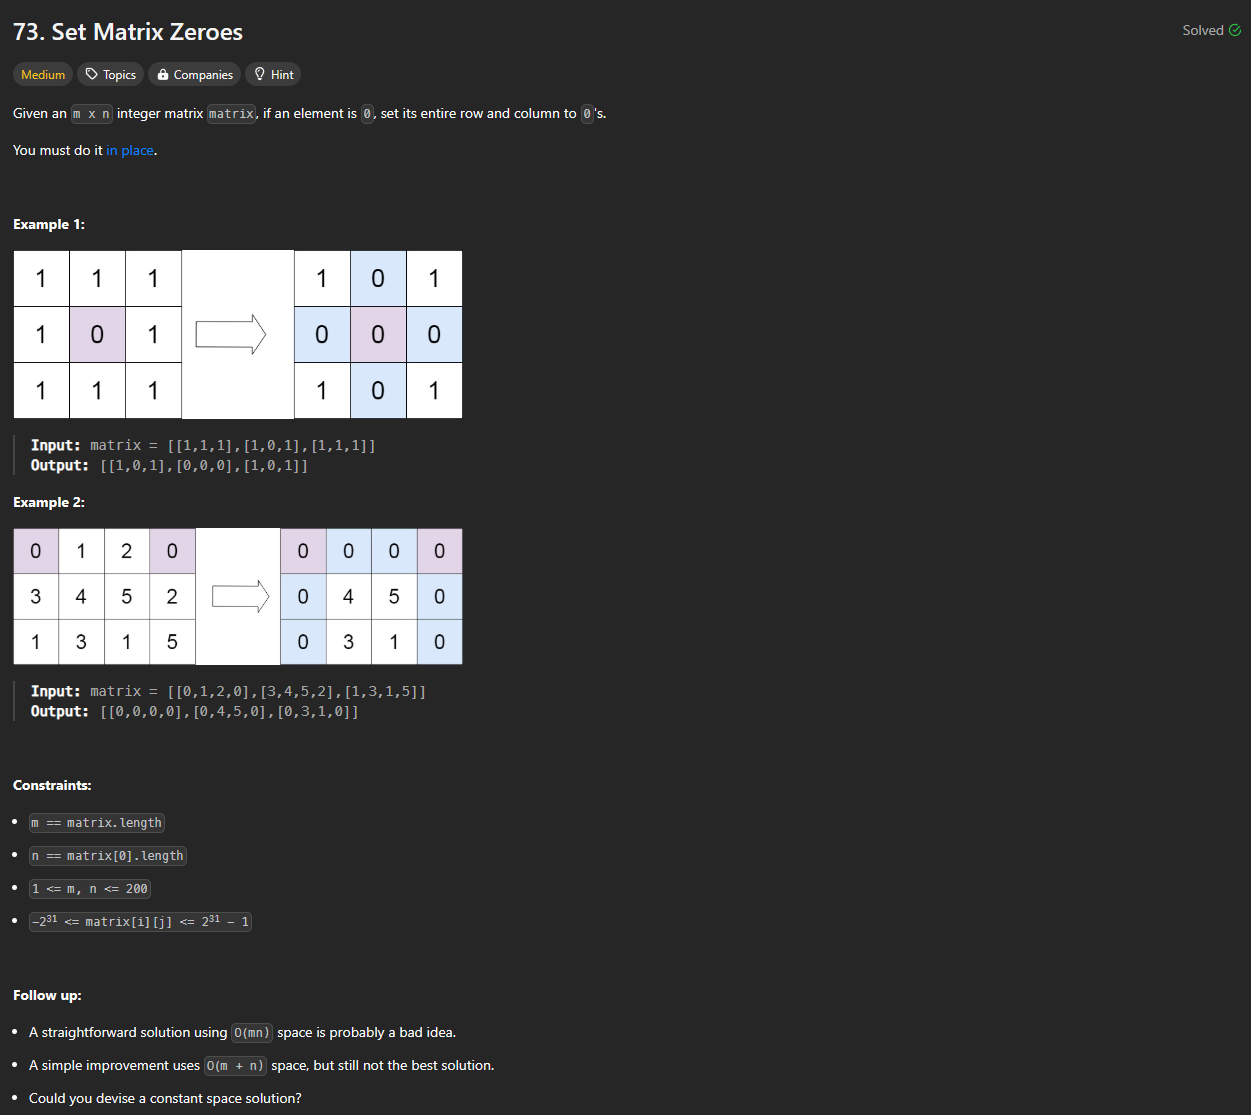 73. Set Matrix Zeroes
Solved
Medium Topics Companies Hint
Given an m x n integer matrix matrix, if an element is 0, set its entire row and column to 0's.
You must do it in place.
Example 1:
1 1 1 1 0 1
1 0 1 0 0 0
1 1 1 1 0 1
Input: matrix = [[1,1,1],[1,0,1],[1,1,1]]
Output: [[1,0,1],[0,0,0],[1,0,1]]
Example 2:
0 1 2 0 0 0 0 0
3 4 5 2 0 4 5 0
1 3 1 5 0 3 1 0
Input: matrix = [[0,1,2,0],[3,4,5,2],[1,3,1,5]]
Output: [[0,0,0,0],[0,4,5,0],[0,3,1,0]]
Constraints:
• m == matrix.length
• n == matrix[0].length
• 1 <= m, n <= 200
• −2³¹ <= matrix[i][j] <= 2³¹ − 1
Follow up:
• A straightforward solution using O(mn) space is probably a bad idea.
• A simple improvement uses O(m + n) space, but still not the best solution.
• Could you devise a constant space solution?